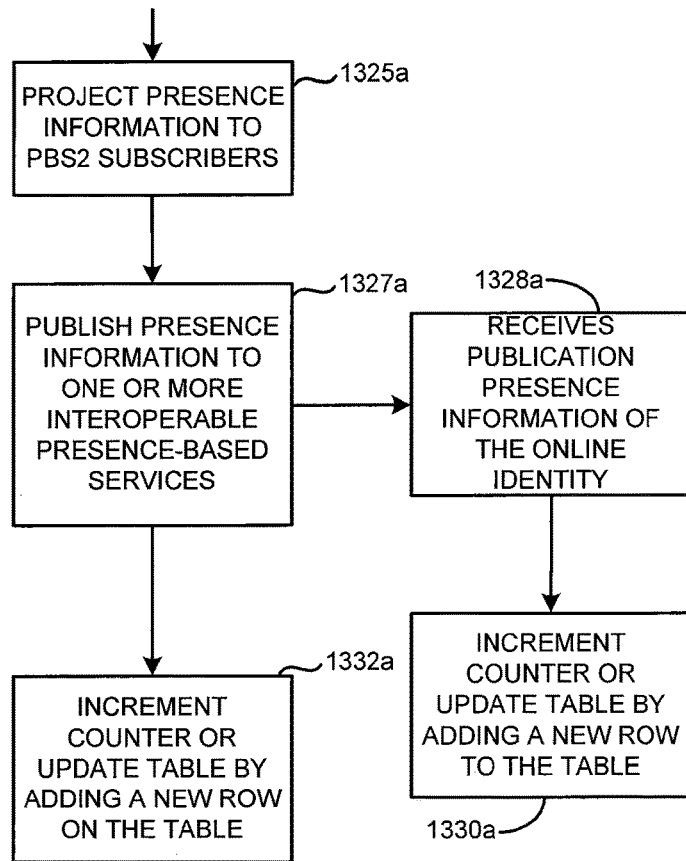 1325a
PROJECT PRESENCE
INFORMATION TO
PBS2 SUBSCRIBERS
1327a
PUBLISH PRESENCE
INFORMATION TO
ONE OR MORE
INTEROPERABLE
PRESENCE-BASED
SERVICES
1328a
RECEIVES
PUBLICATION
PRESENCE
INFORMATION OF
THE ONLINE
IDENTITY
1332a
INCREMENT
COUNTER OR
UPDATE TABLE BY
ADDING A NEW ROW
ON THE TABLE
INCREMENT
COUNTER OR
UPDATE TABLE BY
ADDING A NEW ROW
TO THE TABLE
1330a